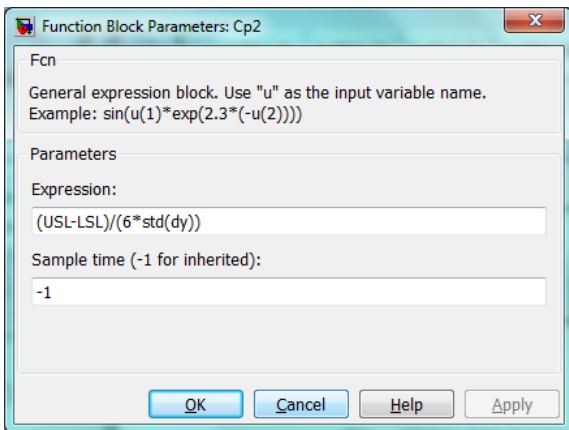 Function Block Parameters: Cp2
Fcn
General expression block. Use "u" as the input variable name.
Example: sin(u(1)*exp(2.3*(-u(2))))
Parameters
Expression:
(USL-LSL)/(6*std(dy))
Sample time (-1 for inherited):
-1
OK Cancel Help Apply